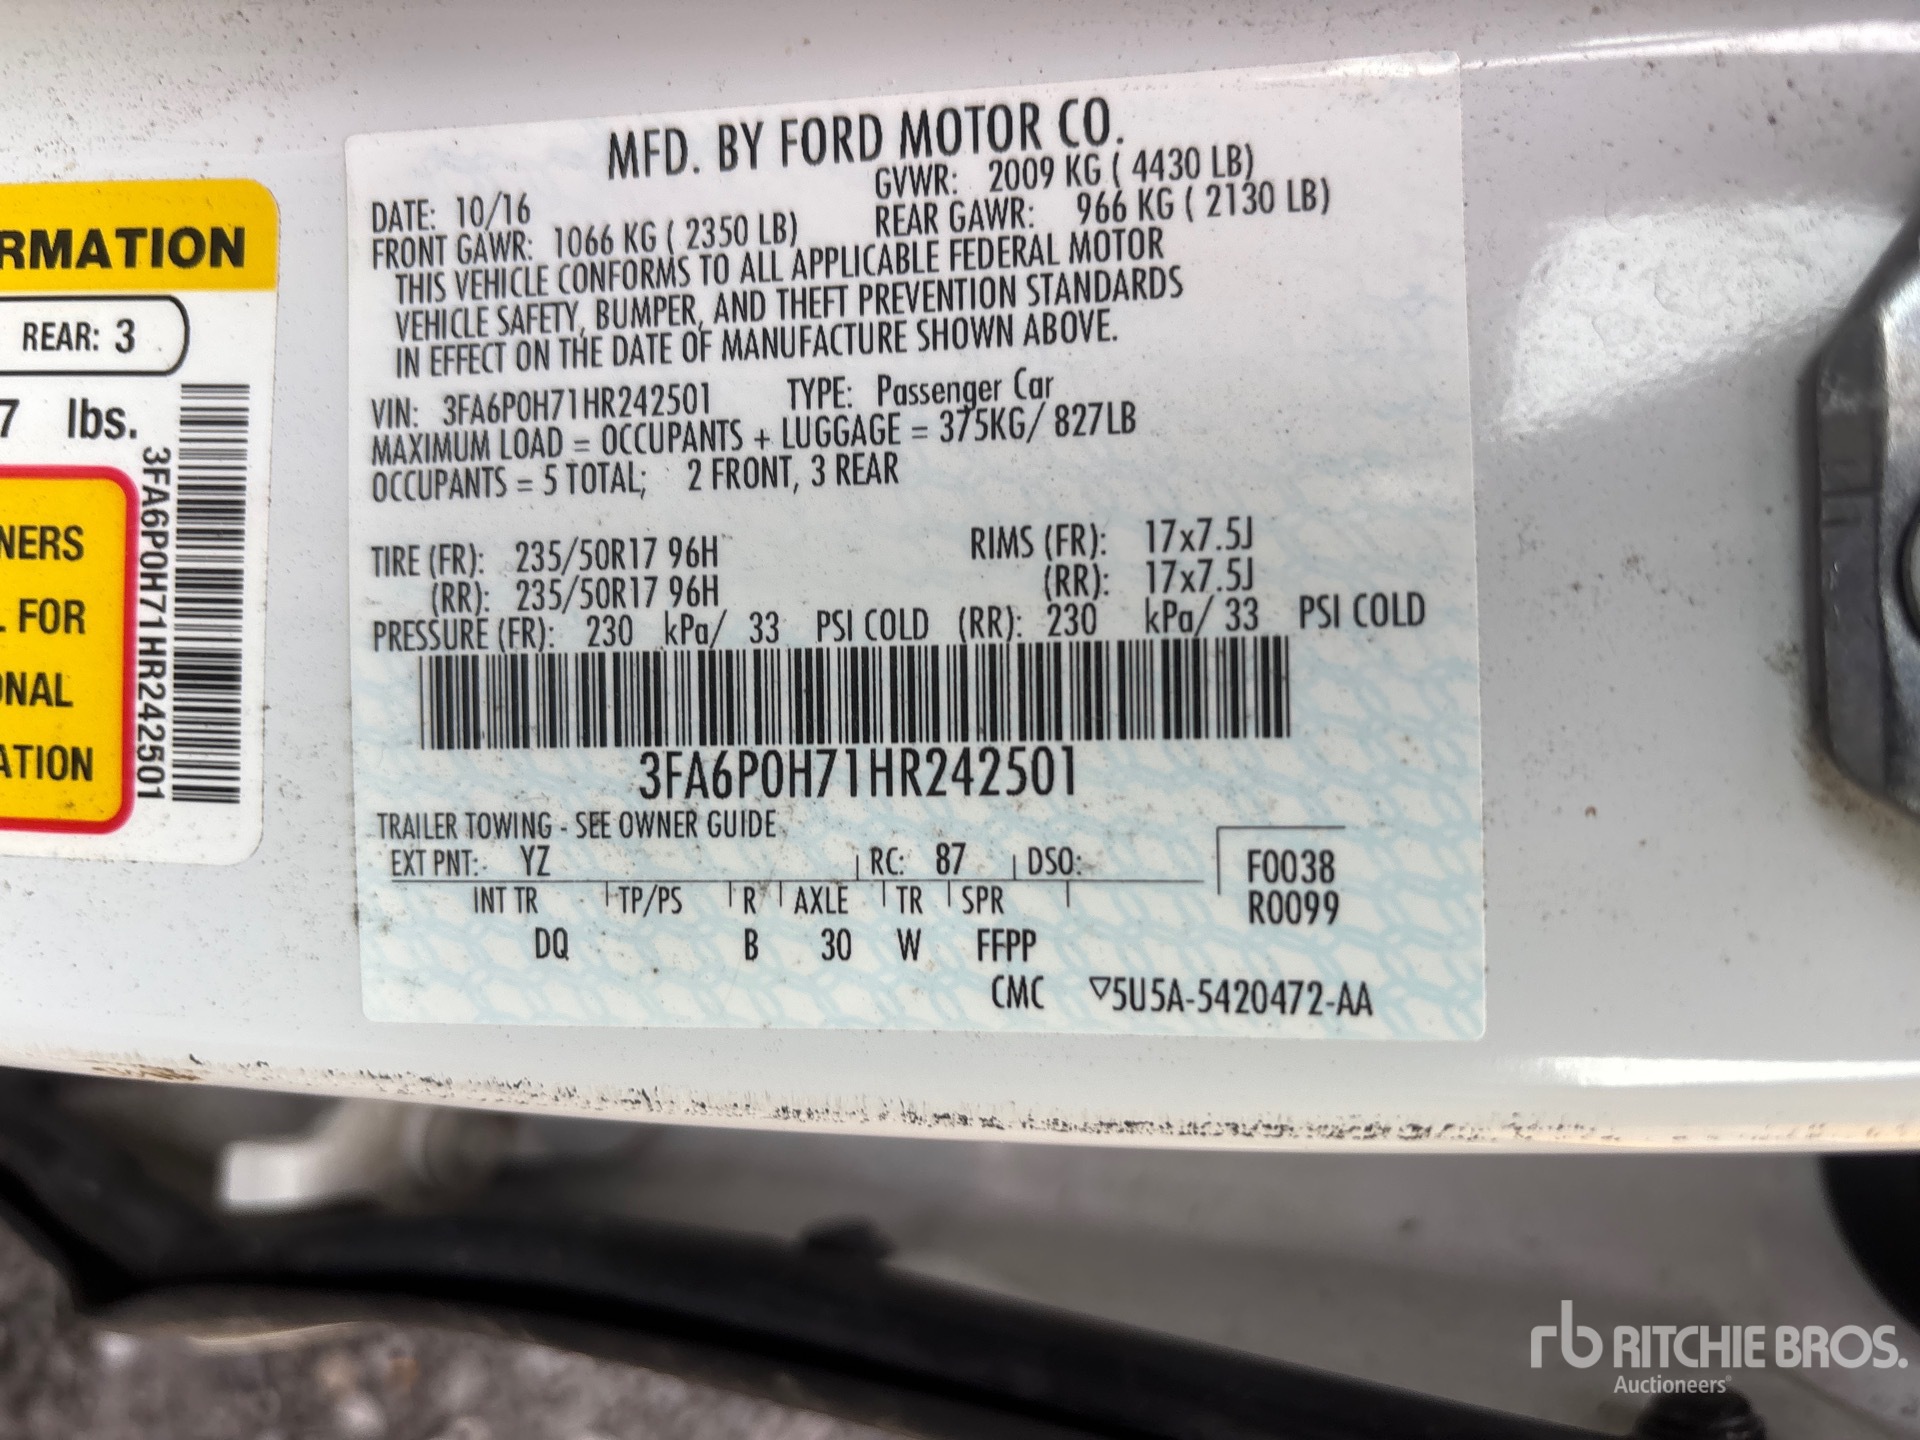 RMATION
REAR: 3
7 lbs.
NERS
L FOR
ONAL
ATION
3FA6P0H71HR242501
MFD. BY FORD MOTOR CO.
DATE: 10/16 GVWR: 2009 KG ( 4430 LB)
FRONT GAWR: 1066 KG ( 2350 LB) REAR GAWR: 966 KG ( 2130 LB)
THIS VEHICLE CONFORMS TO ALL APPLICABLE FEDERAL MOTOR
VEHICLE SAFETY, BUMPER, AND THEFT PREVENTION STANDARDS
IN EFFECT ON THE DATE OF MANUFACTURE SHOWN ABOVE.
VIN: 3FA6P0H71HR242501 TYPE: Passenger Car
MAXIMUM LOAD = OCCUPANTS + LUGGAGE = 375KG/ 827LB
OCCUPANTS = 5 TOTAL; 2 FRONT, 3 REAR
TIRE (FR): 235/50R17 96H RIMS (FR): 17x7.5J
(RR): 235/50R17 96H (RR): 17x7.5J
PRESSURE (FR): 230 kPa/ 33 PSI COLD (RR): 230 kPa/ 33 PSI COLD
3FA6P0H71HR242501
TRAILER TOWING - SEE OWNER GUIDE
EXT PNT: YZ RC: 87 DSO:
INT TR TP/PS R AXLE TR SPR
DQ B 30 W FFPP
F0038
R0099
CMC ▽5U5A-5420472-AA
rb RITCHIE BROS.
Auctioneers